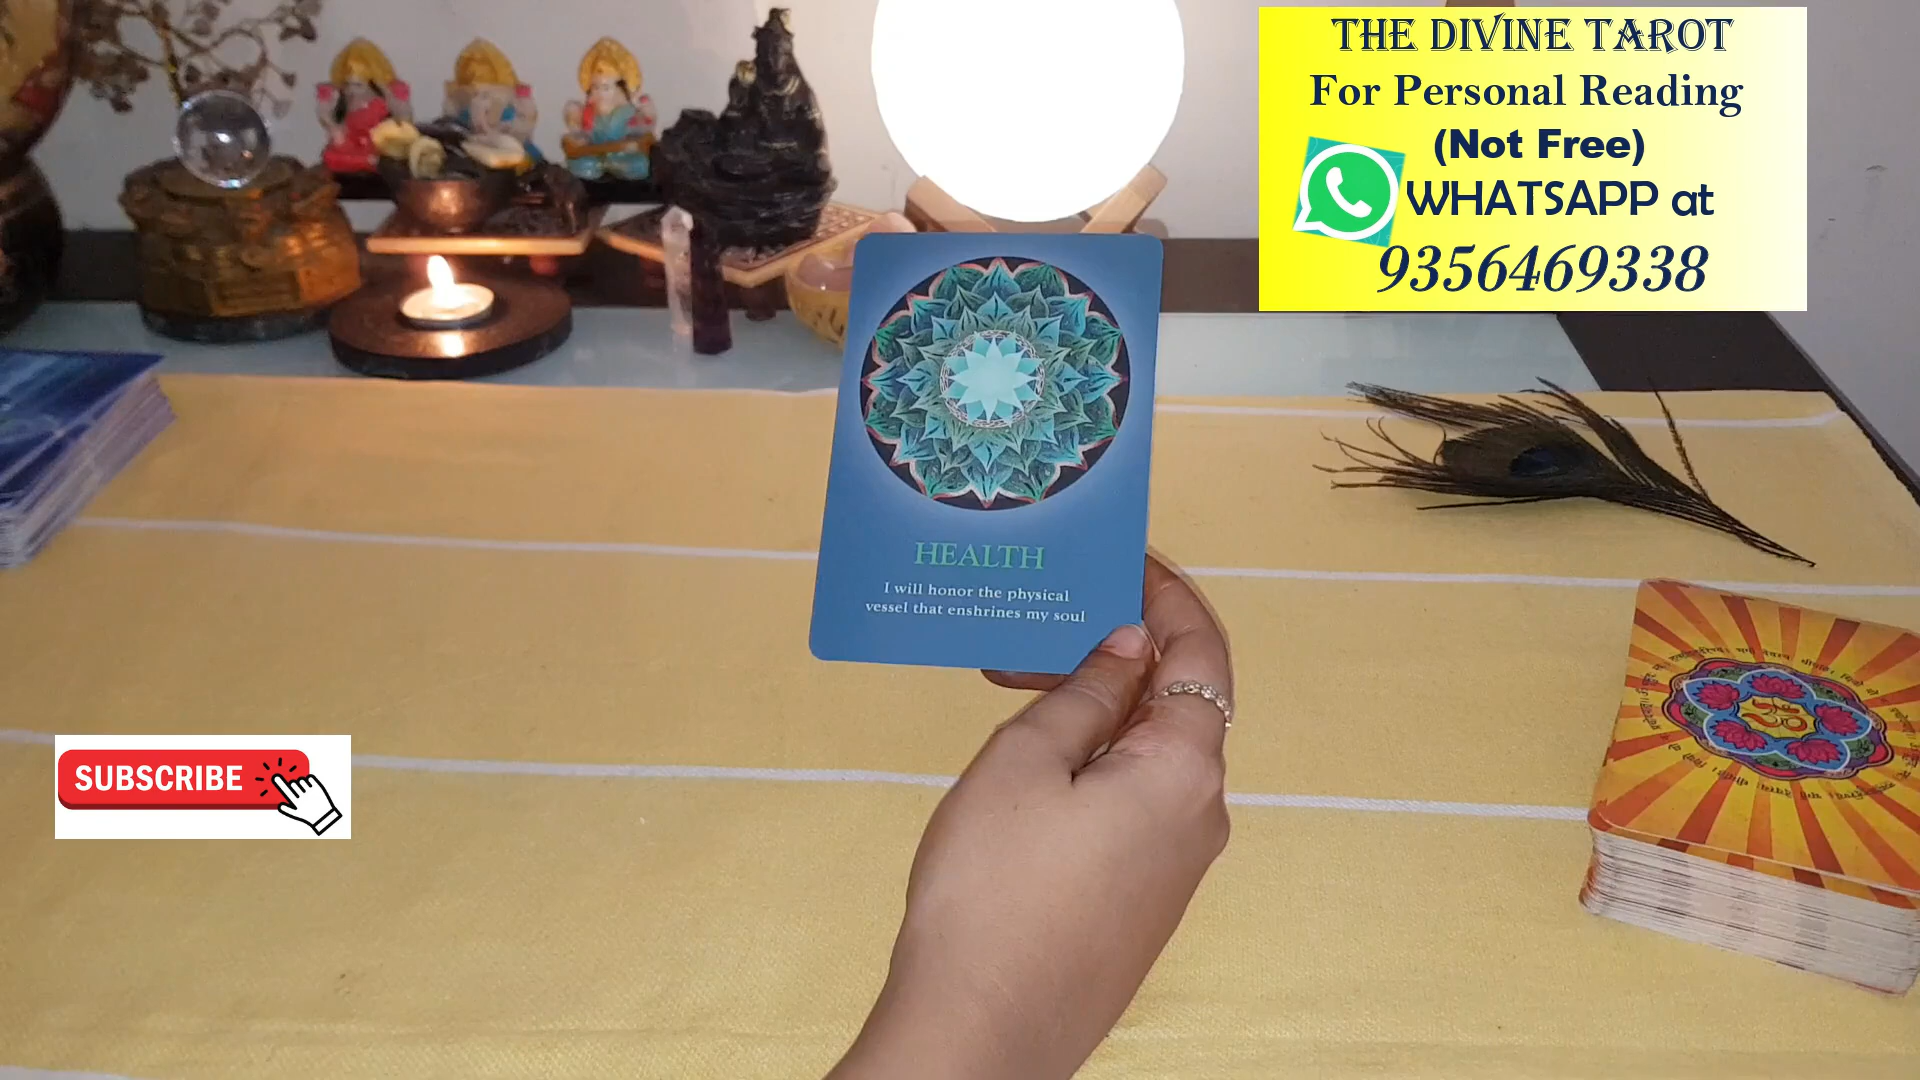 THE DIVINE TAROT
For Personal Reading
(Not Free)
WHATSAPP at
9356469338
HEALTH
I will honor the physical
vessel that enshrines my soul
SUBSCRIBE